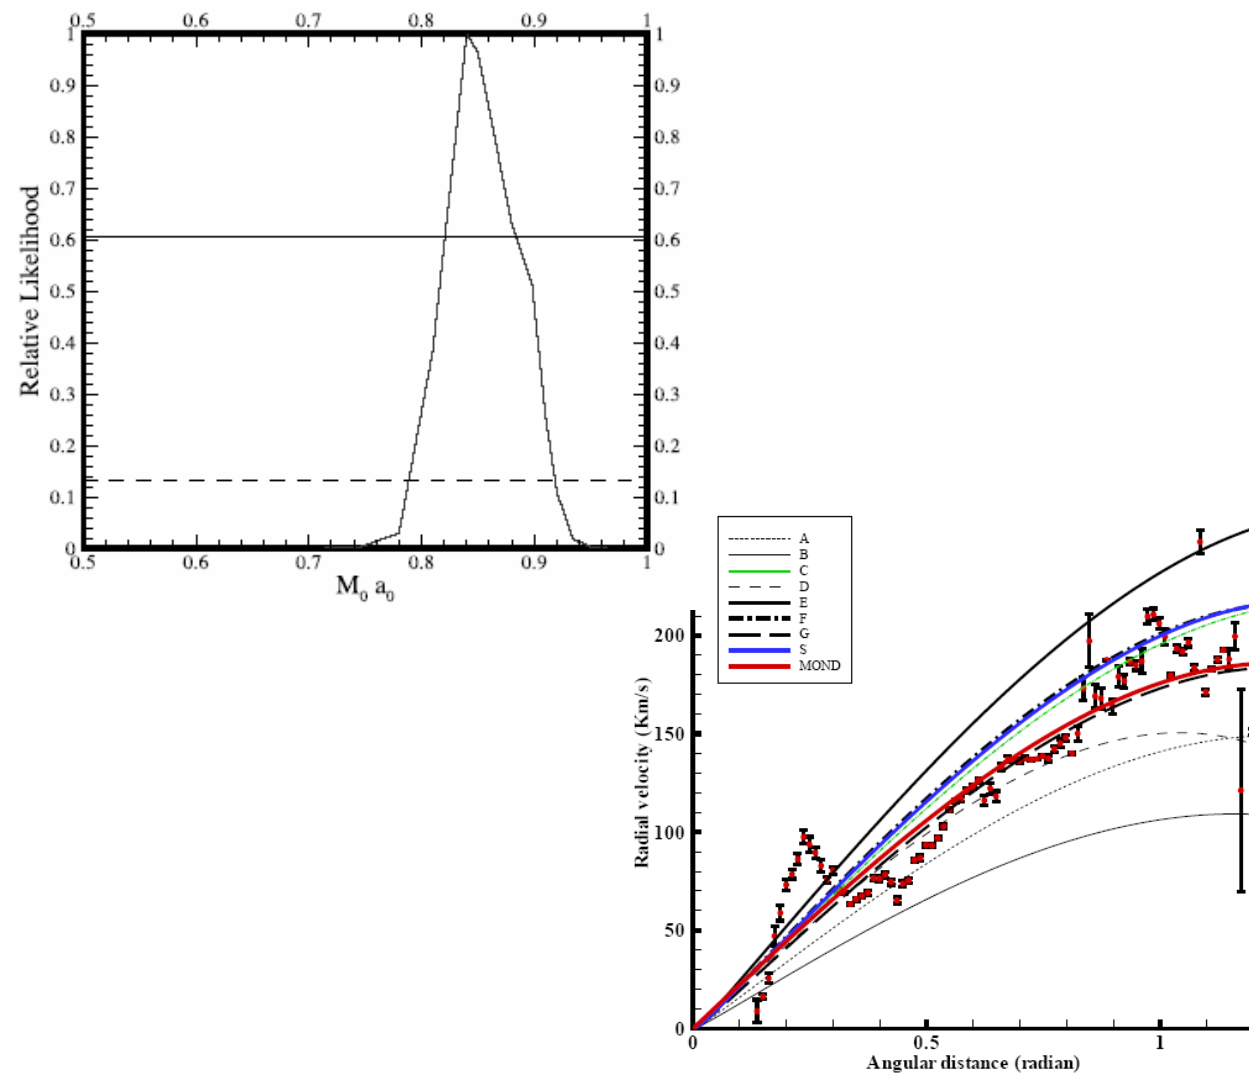 0.5 0.6 0.7 0.8 0.9 1
1 1
0.9 0.9
0.8 0.8
0.7 0.7
0.6 0.6
0.5 0.5
0.4 0.4
0.3 0.3
0.2 0.2
0.1 0.1
0 0
0.5 0.6 0.7 0.8 0.9 1
Relative Likelihood
M₀ a₀
A
B
C
D
E
F
G
S
MOND
200
150
100
50
0
Radial velocity (Km/s)
0 0.5 1
Angular distance (radian)